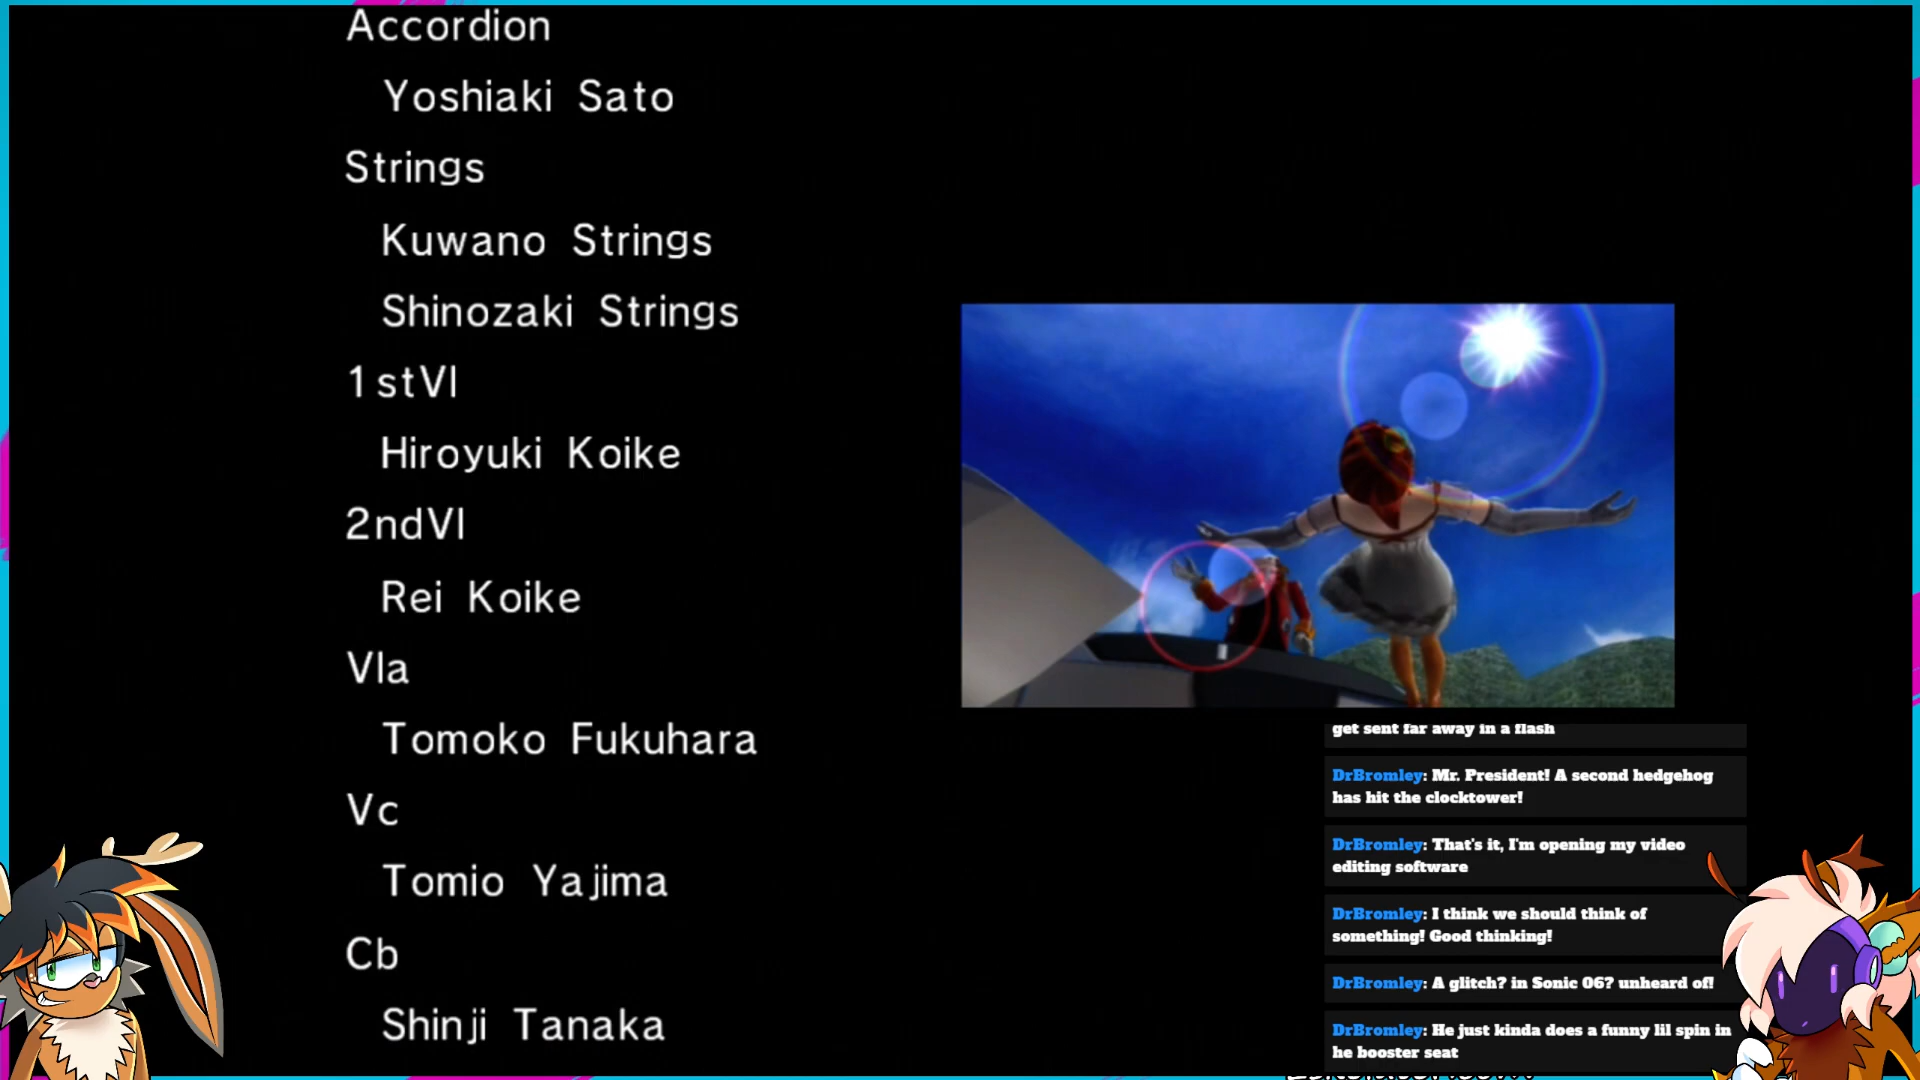 Accordion
Yoshiaki Sato
Strings
Kuwano Strings
Shinozaki Strings
1stVl
Hiroyuki Koike
2ndVl
Rei Koike
Vla
Tomoko Fukuhara
Vc
Tomio Yajima
Cb
Shinji Tanaka
get sent far away in a flash
DrBromley: Mr. President! A second hedgehog
has hit the clocktower!
DrBromley: That's it, I'm opening my video
editing software
DrBromley: I think we should think of
something! Good thinking!
DrBromley: A glitch? in Sonic 06? unheard of!
DrBromley: He just kinda does a funny lil spin in
he booster seat